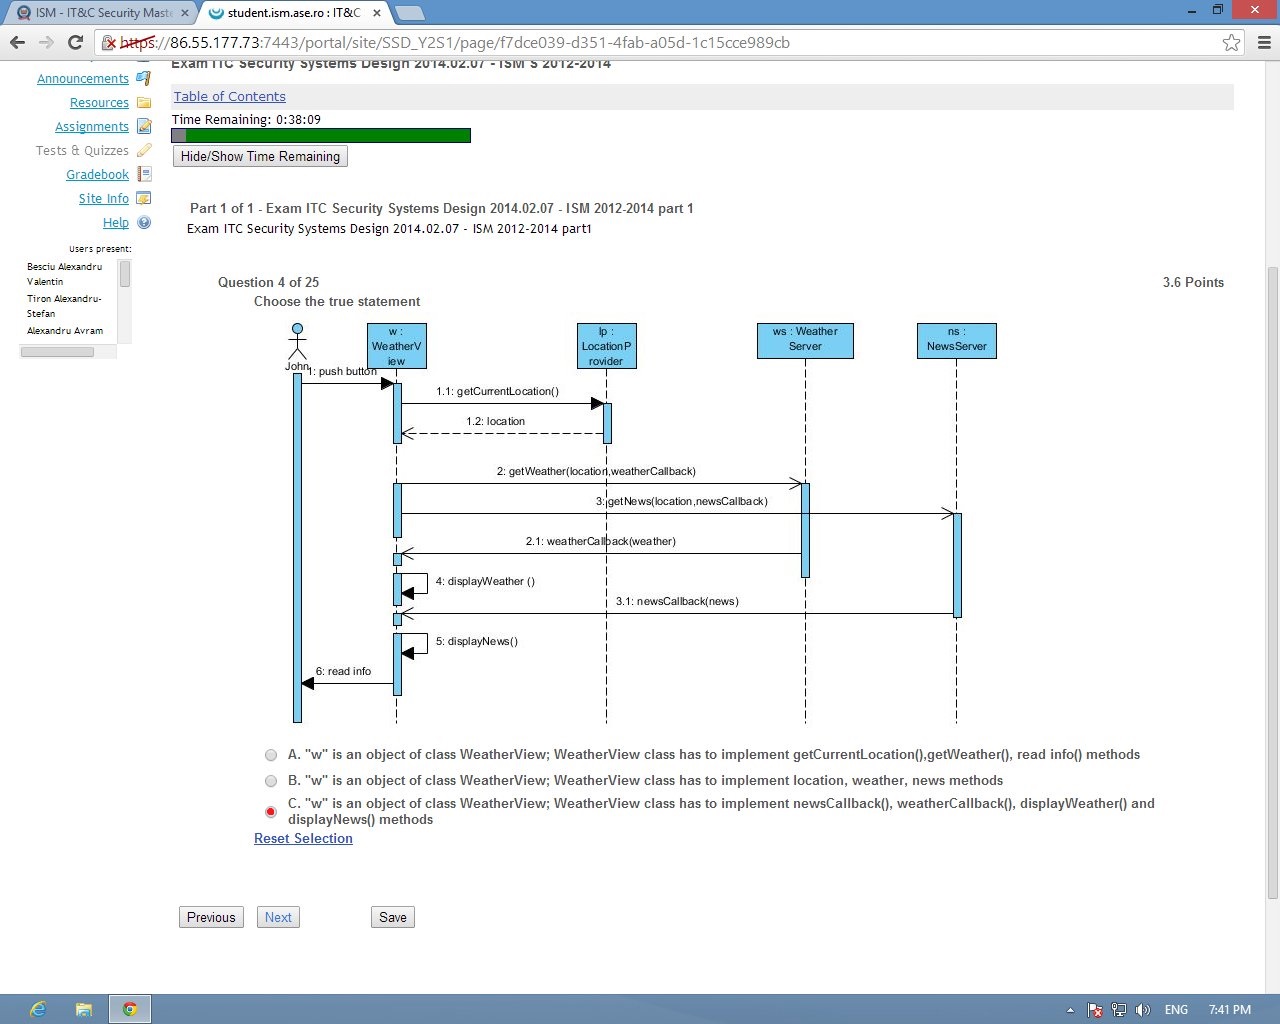 ISM - IT&C Security Maste
student.ism.ase.ro : IT&C
https://86.55.177.73:7443/portal/site/SSD_Y2S1/page/f7dce039-d351-4fab-a05d-1c15cce989cb
Exam ITC Security Systems Design 2014.02.07 - ISM S 2012-2014
Announcements
Resources
Assignments
Tests & Quizzes
Gradebook
Site Info
Help
Users present:
Besciu Alexandru
Valentin
Tiron Alexandru-
Stefan
Alexandru Avram
Table of Contents
Time Remaining: 0:38:09
Hide/Show Time Remaining
Part 1 of 1 - Exam ITC Security Systems Design 2014.02.07 - ISM 2012-2014 part 1
Exam ITC Security Systems Design 2014.02.07 - ISM 2012-2014 part1
Question 4 of 25
3.6 Points
Choose the true statement
w :
WeatherV
iew
lp :
LocationP
rovider
ws : Weather
Server
ns :
NewsServer
John
1: push button
1.1: getCurrentLocation()
1.2: location
2: getWeather(location,weatherCallback)
3: getNews(location,newsCallback)
2.1: weatherCallback(weather)
4: displayWeather ()
3.1: newsCallback(news)
5: displayNews()
6: read info
A. "w" is an object of class WeatherView; WeatherView class has to implement getCurrentLocation(),getWeather(), read info() methods
B. "w" is an object of class WeatherView; WeatherView class has to implement location, weather, news methods
C. "w" is an object of class WeatherView; WeatherView class has to implement newsCallback(), weatherCallback(), displayWeather() and
displayNews() methods
Reset Selection
Previous
Next
Save
ENG
7:41 PM